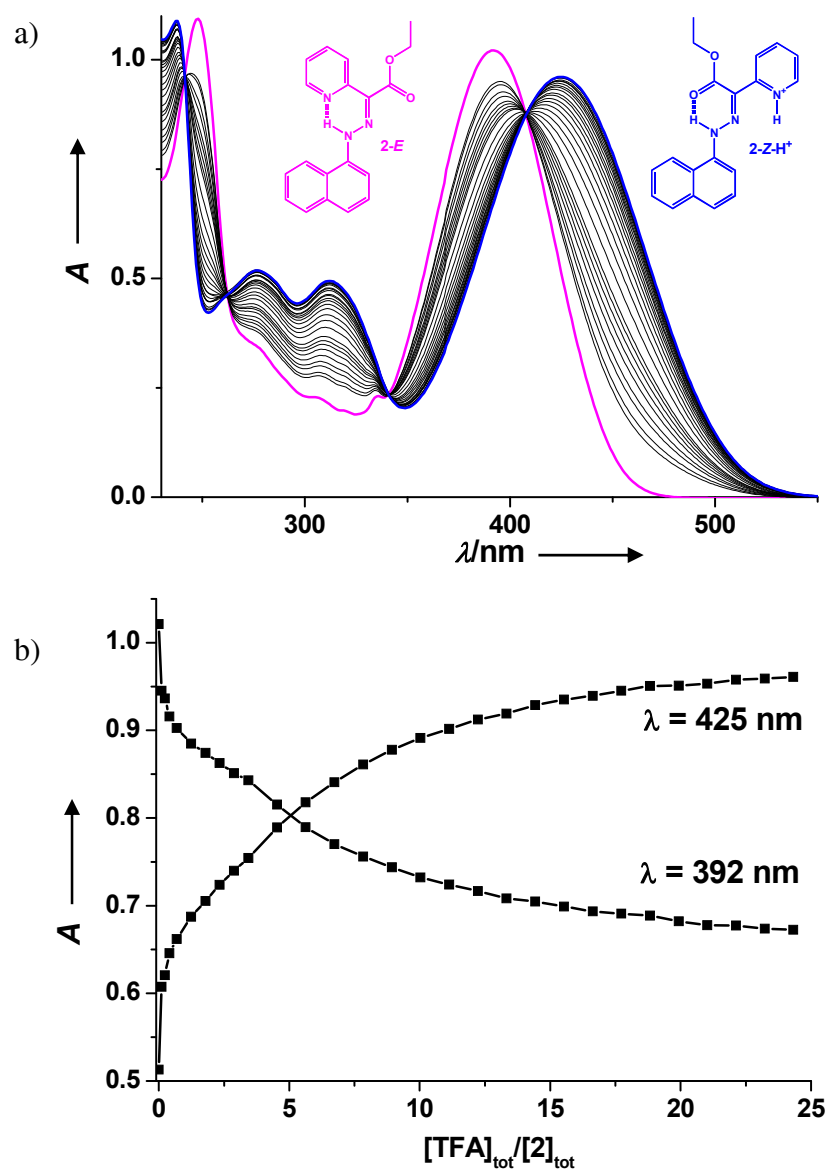 a)
1.0
0.5
0.0
A
300
400
500
λ/nm
N
O
O
H
N
N
2-E
O
O
H
N
N
N+
H
2-Z-H+
b)
1.0
0.9
0.8
0.7
0.6
0.5
A
λ = 425 nm
λ = 392 nm
0
5
10
15
20
25
[TFA]tot/[2]tot